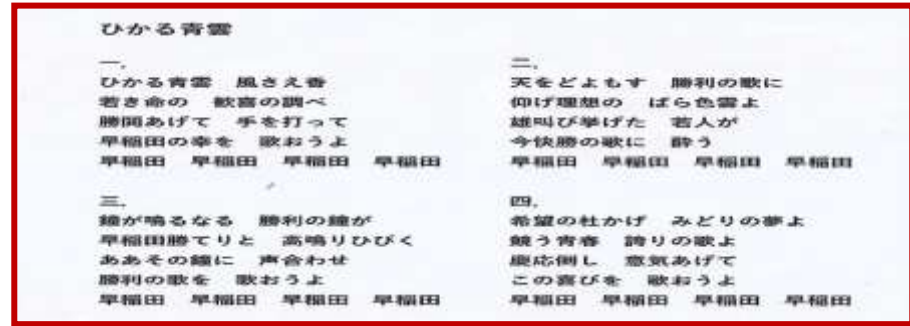 ひかる青雲
一.
ひかる青雲　風さえ香
若き命の　歓喜の調べ
勝鬨あげて　手を打って
早稲田の幸を　歌おうよ
早稲田　早稲田　早稲田　早稲田
二.
天をどよもす　勝利の歌に
仰げ理想の　ばら色雲よ
雄叫び挙げた　若人が
今快勝の歌に　酔う
早稲田　早稲田　早稲田　早稲田
三.
鐘が鳴るなる　勝利の鐘が
早稲田勝てりと　高鳴りひびく
ああその鐘に　声合わせ
勝利の歌を　歌おうよ
早稲田　早稲田　早稲田　早稲田
四.
希望の杜かげ　みどりの夢よ
競う青春　誇りの歌よ
慶応倒し　意気あげて
この喜びを　歌おうよ
早稲田　早稲田　早稲田　早稲田